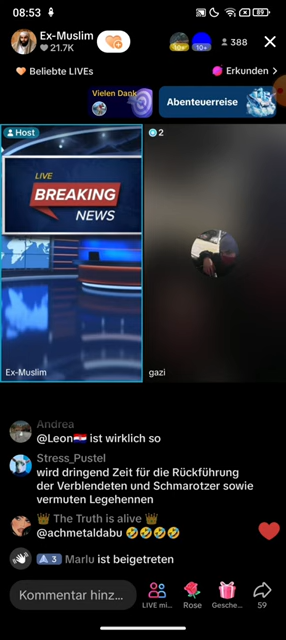 08:53
89
Ex-Muslim
21.7K
10+
10+
388
Beliebte LIVEs
Erkunden
Vielen Dank
Abenteuerreise
Host
2
LIVE
BREAKING
NEWS
Ex-Muslim
gazi
Andrea
@Leon🇭🇷 ist wirklich so
Stress_Pustel
wird dringend Zeit für die Rückführung
der Verblendeten und Schmarotzer sowie
vermuten Legehennen
👑 The Truth is alive 👑
@achmetaldabu 🤣🤣🤣🤣
3 Marlu ist beigetreten
Kommentar hinz...
LIVE mi...
Rose
Gesche...
59